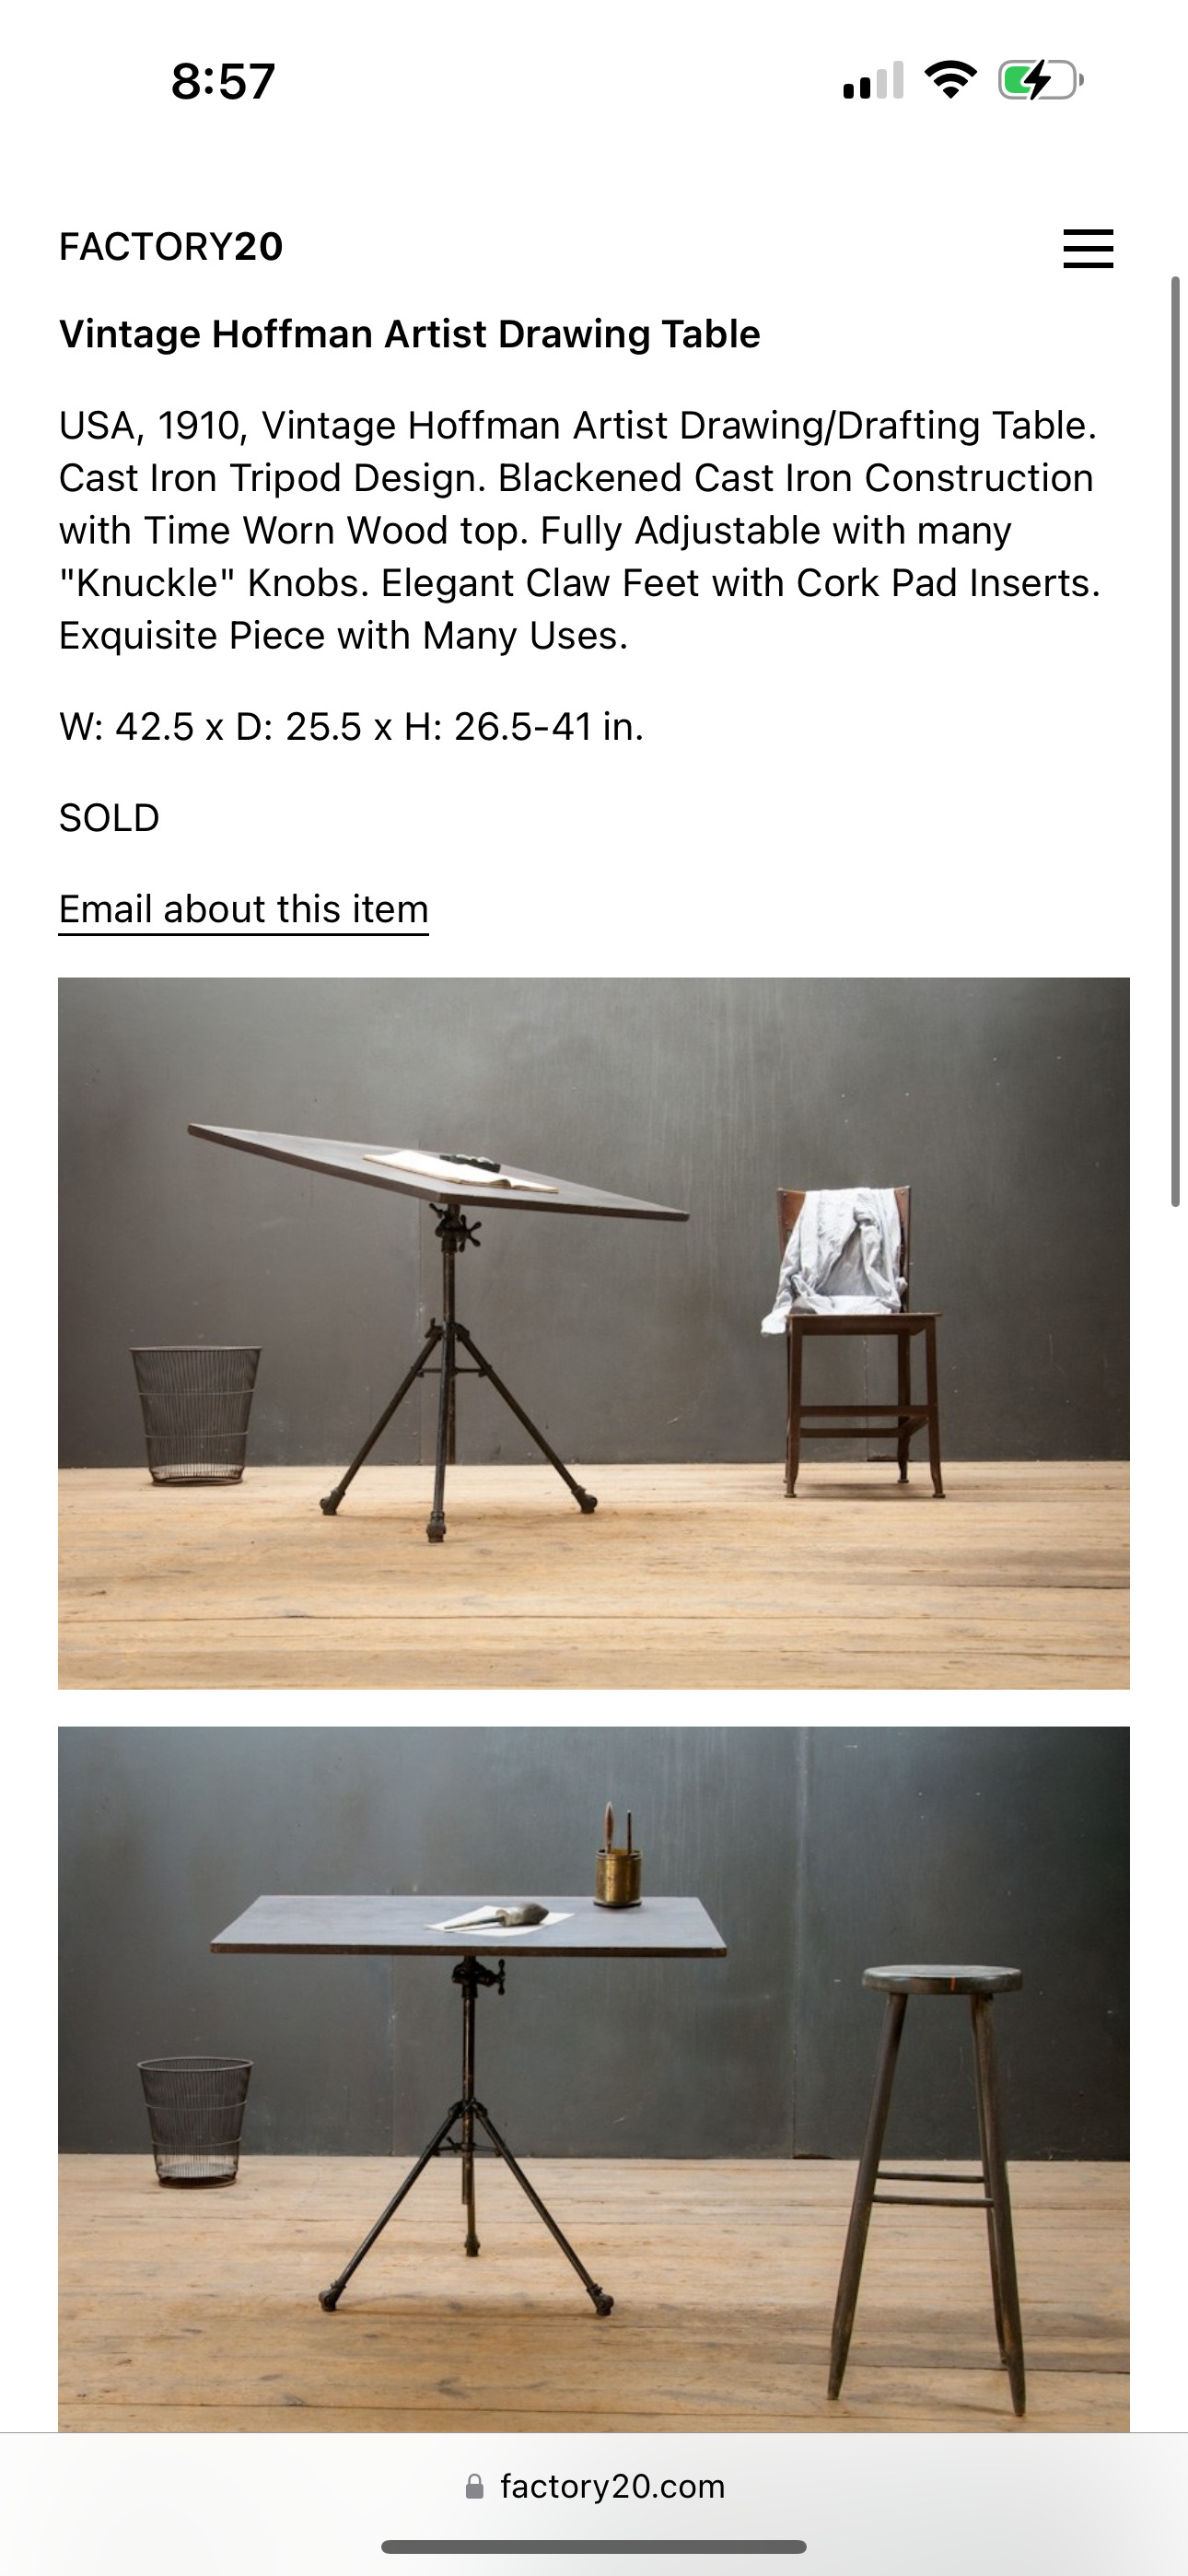 8:57
FACTORY20
Vintage Hoffman Artist Drawing Table
USA, 1910, Vintage Hoffman Artist Drawing/Drafting Table.
Cast Iron Tripod Design. Blackened Cast Iron Construction
with Time Worn Wood top. Fully Adjustable with many
"Knuckle" Knobs. Elegant Claw Feet with Cork Pad Inserts.
Exquisite Piece with Many Uses.
W: 42.5 x D: 25.5 x H: 26.5-41 in.
SOLD
Email about this item
factory20.com